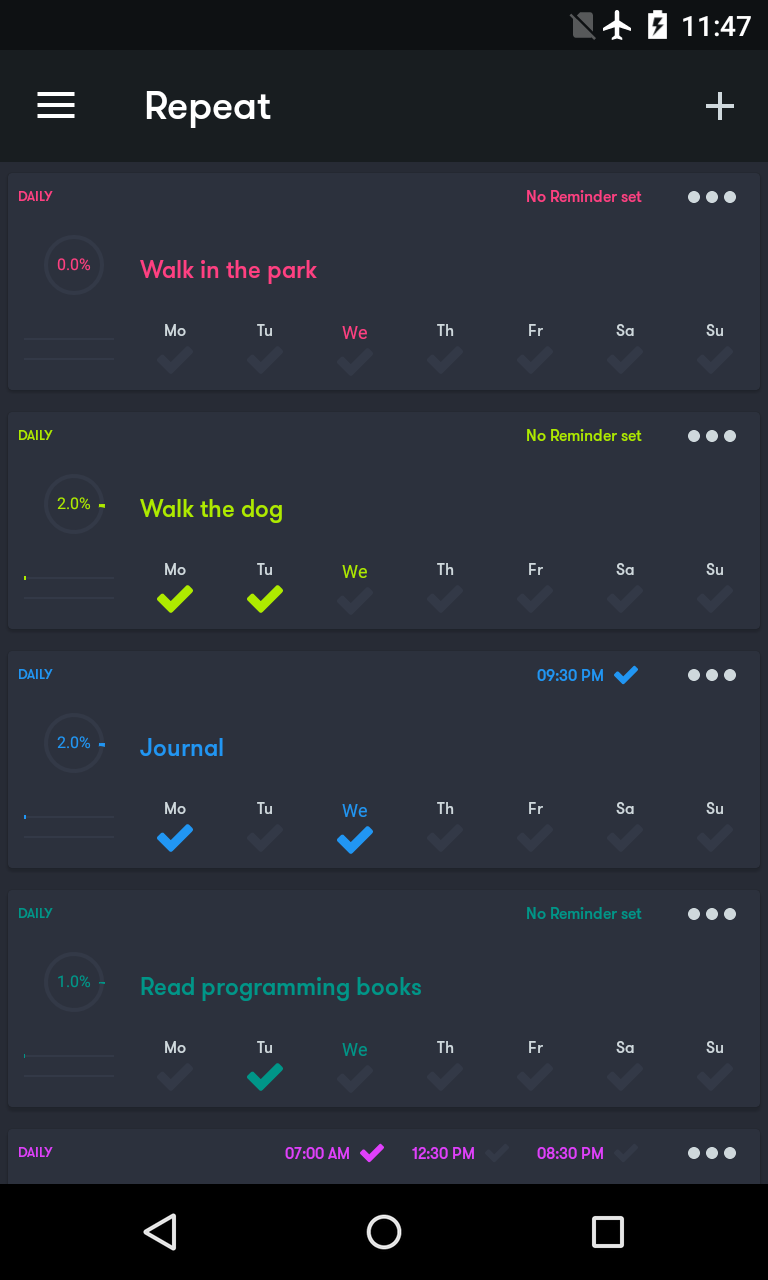 11:47
Repeat
DAILY No Reminder set
0.0% Walk in the park
Mo Tu We Th Fr Sa Su
DAILY No Reminder set
2.0% Walk the dog
Mo Tu We Th Fr Sa Su
DAILY 09:30 PM
2.0% Journal
Mo Tu We Th Fr Sa Su
DAILY No Reminder set
1.0% Read programming books
Mo Tu We Th Fr Sa Su
DAILY 07:00 AM 12:30 PM 08:30 PM